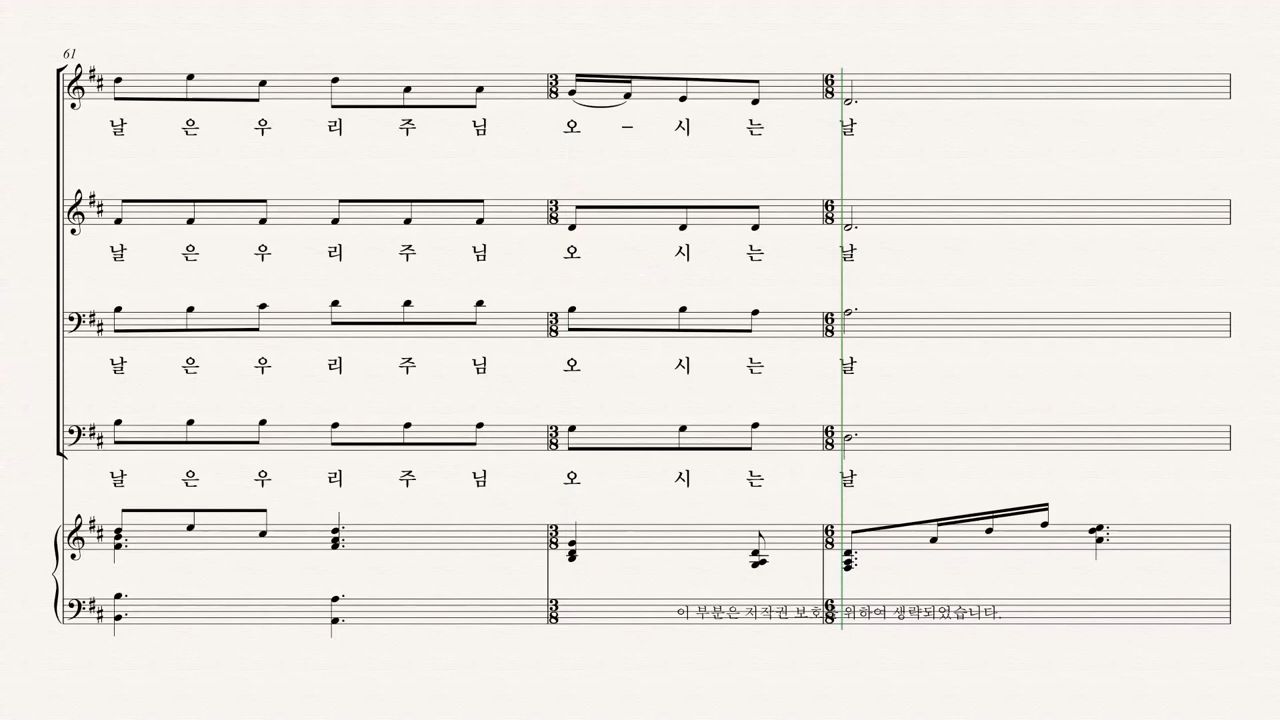 61
날 은 우 리 주 님 오 – 시 는 날
날 은 우 리 주 님 오 시 는 날
날 은 우 리 주 님 오 시 는 날
날 은 우 리 주 님 오 시 는 날
이 부분은 저작권 보호를 위하여 생략되었습니다.